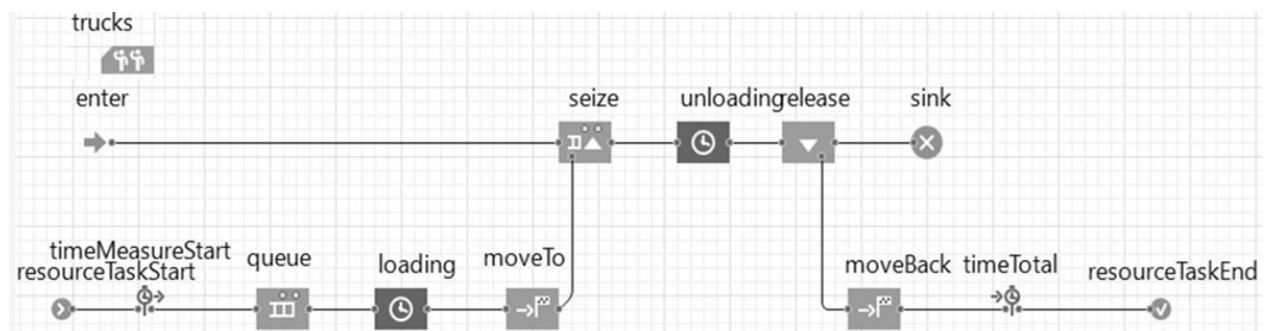 trucks
enter
seize
unloading
release
sink
timeMeasureStart
resourceTaskStart
queue
loading
moveTo
moveBack
timeTotal
resourceTaskEnd